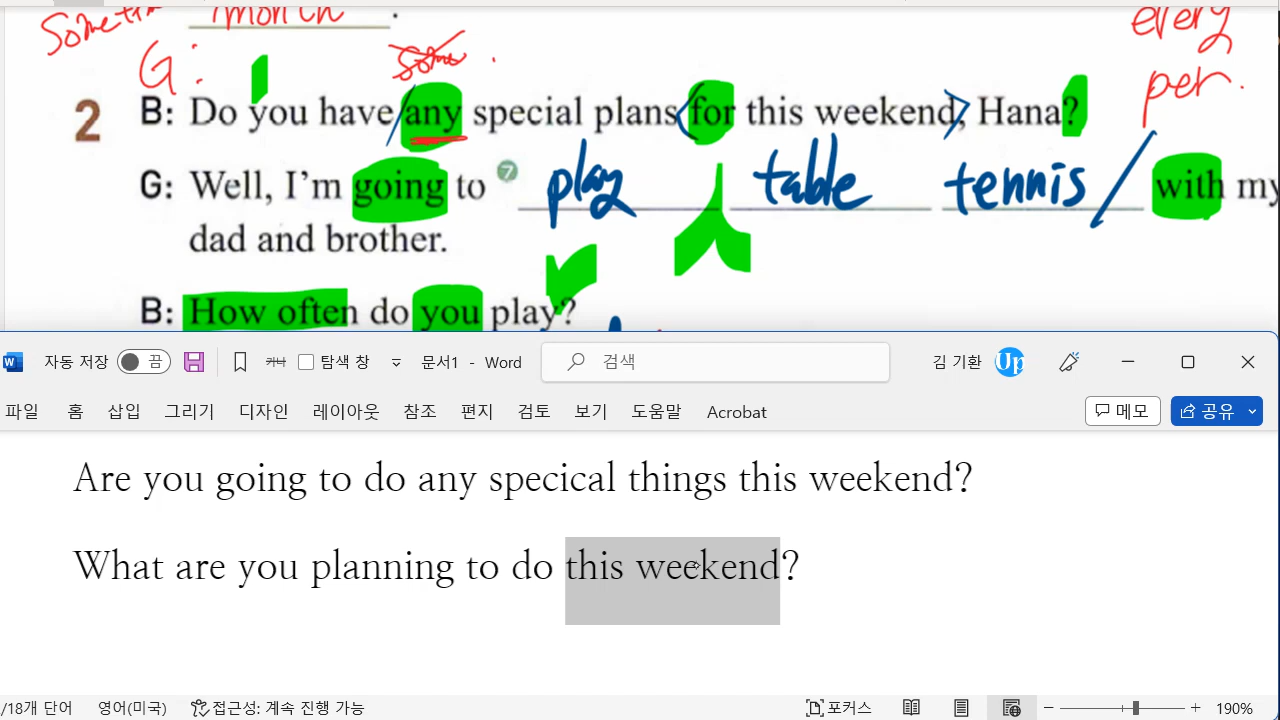 Someti month .
every
G: some .
per.
2 B: Do you have any special plans for this weekend, Hana?
G: Well, I'm going to 7 play table tennis / with my
dad and brother.
B: How often do you play?
자동 저장 끔 가나 탐색 창 문서1 - Word 검색 김 기환 Up
파일 홈 삽입 그리기 디자인 레이아웃 참조 편지 검토 보기 도움말 Acrobat 메모 공유
Are you going to do any specical things this weekend?
What are you planning to do this weekend?
/18개 단어 영어(미국) 접근성: 계속 진행 가능 포커스 190%